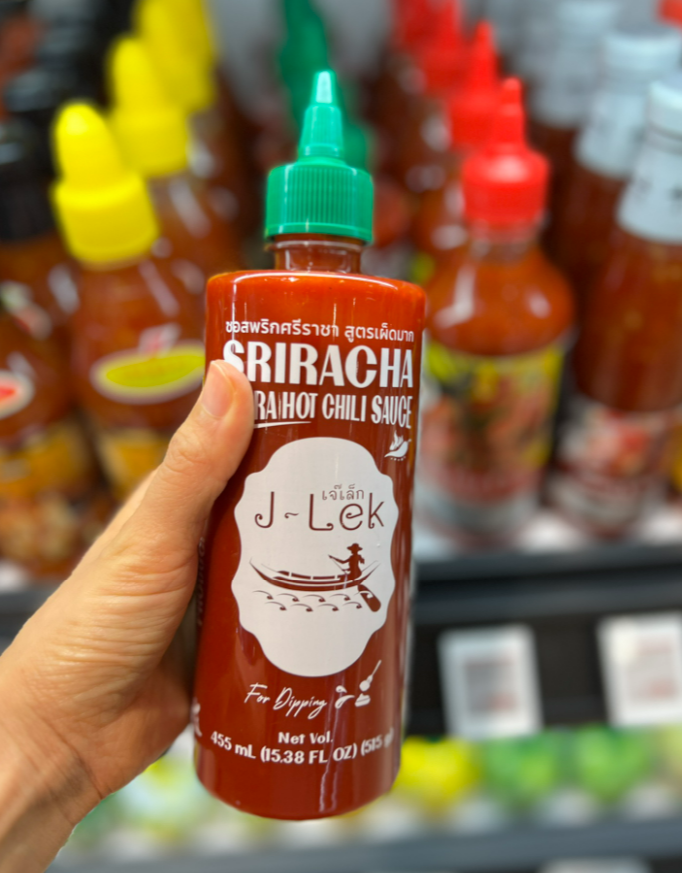 ซอสพริกศรีราชา สูตรเผ็ดมาก
SRIRACHA
HOT CHILI SAUCE
เจ๊เล็ก
J-Lek
For Dipping
Net Vol.
455 mL (15.38 FL OZ) (515